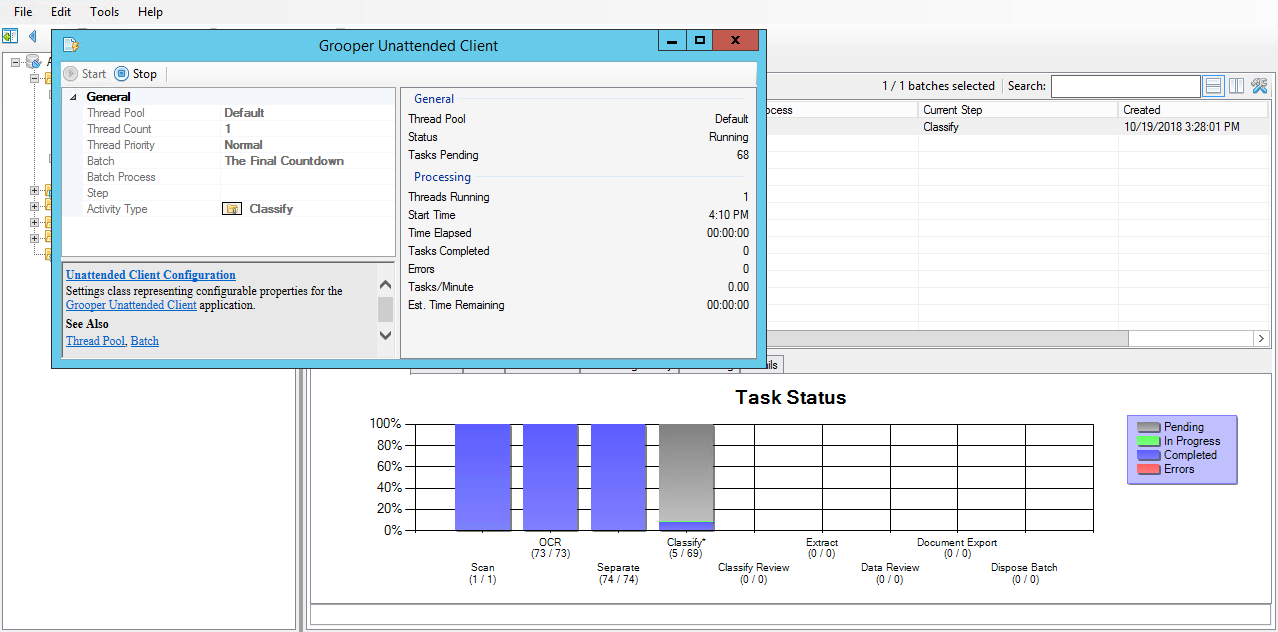 File Edit Tools Help
Grooper Unattended Client
Start Stop
General
Thread Pool Default
Thread Count 1
Thread Priority Normal
Batch The Final Countdown
Batch Process
Step
Activity Type Classify
Unattended Client Configuration
Settings class representing configurable properties for the
Grooper Unattended Client application.
See Also
Thread Pool, Batch
General
Thread Pool Default
Status Running
Tasks Pending 68
Processing
Threads Running 1
Start Time 4:10 PM
Time Elapsed 00:00:00
Tasks Completed 0
Errors 0
Tasks/Minute 0.00
Est. Time Remaining 00:00:00
1 / 1 batches selected Search:
Current Step Created
Classify 10/19/2018 3:28:01 PM
Task Status
100%
80%
60%
40%
20%
0%
Pending
In Progress
Completed
Errors
OCR Classify* Extract Document Export
(73 / 73) (5 / 69) (0 / 0) (0 / 0)
Scan Separate Classify Review Data Review Dispose Batch
(1 / 1) (74 / 74) (0 / 0) (0 / 0) (0 / 0)